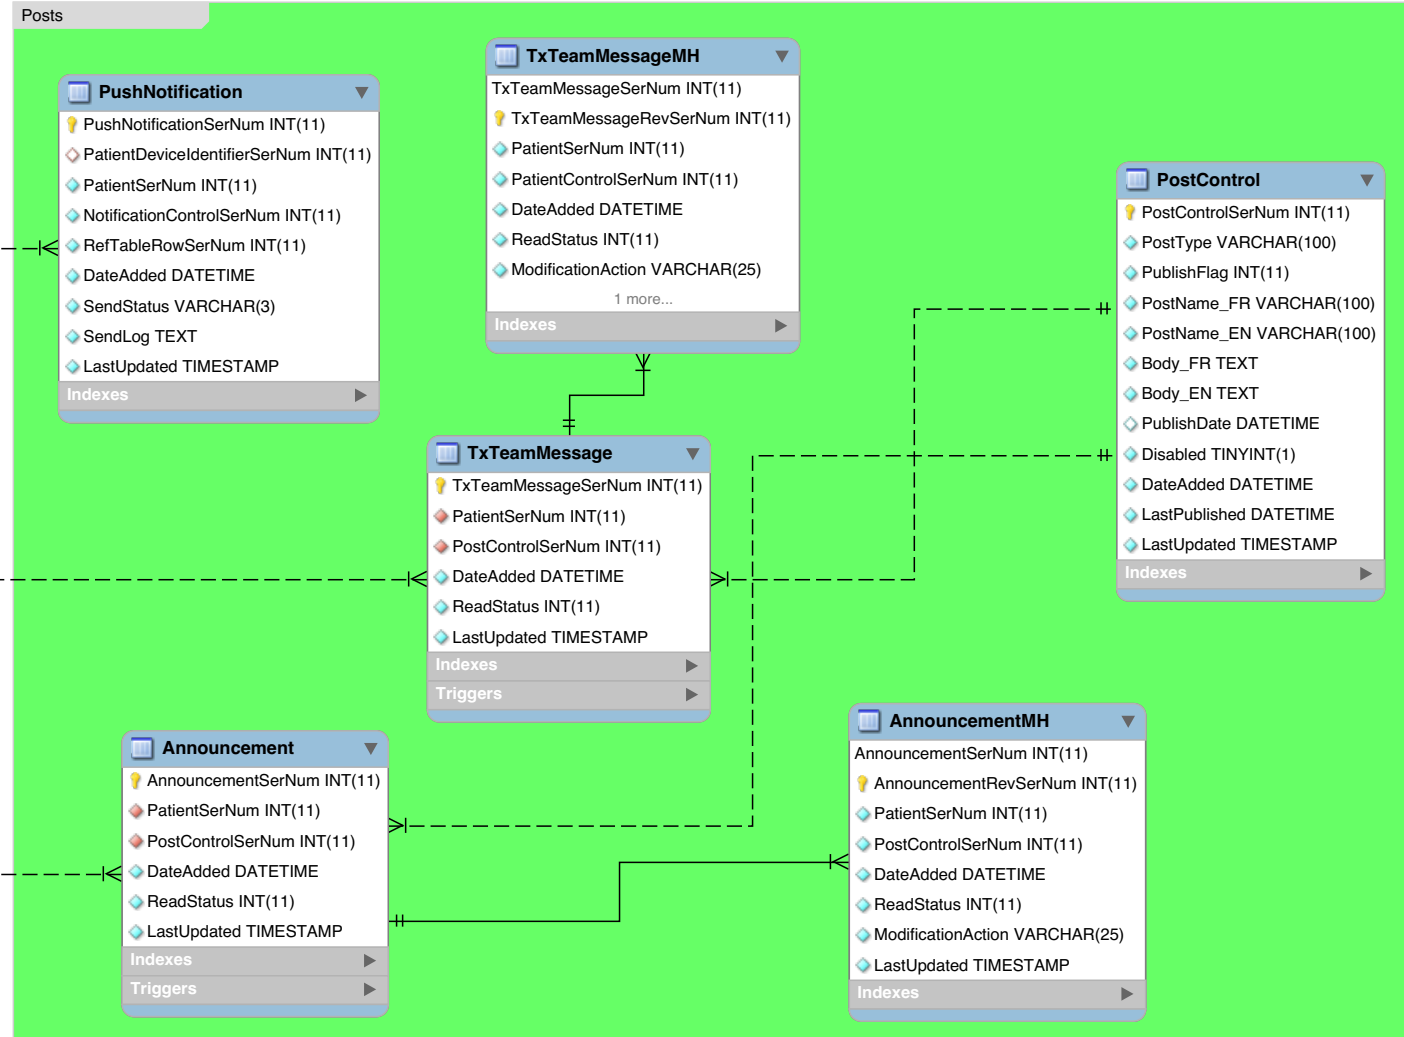 Posts
PushNotification
PushNotificationSerNum INT(11)
PatientDeviceIdentifierSerNum INT(11)
PatientSerNum INT(11)
NotificationControlSerNum INT(11)
RefTableRowSerNum INT(11)
DateAdded DATETIME
SendStatus VARCHAR(3)
SendLog TEXT
LastUpdated TIMESTAMP
Indexes
TxTeamMessageMH
TxTeamMessageSerNum INT(11)
TxTeamMessageRevSerNum INT(11)
PatientSerNum INT(11)
PatientControlSerNum INT(11)
DateAdded DATETIME
ReadStatus INT(11)
ModificationAction VARCHAR(25)
1 more...
Indexes
PostControl
PostControlSerNum INT(11)
PostType VARCHAR(100)
PublishFlag INT(11)
PostName_FR VARCHAR(100)
PostName_EN VARCHAR(100)
Body_FR TEXT
Body_EN TEXT
PublishDate DATETIME
Disabled TINYINT(1)
DateAdded DATETIME
LastPublished DATETIME
LastUpdated TIMESTAMP
Indexes
TxTeamMessage
TxTeamMessageSerNum INT(11)
PatientSerNum INT(11)
PostControlSerNum INT(11)
DateAdded DATETIME
ReadStatus INT(11)
LastUpdated TIMESTAMP
Indexes
Triggers
Announcement
AnnouncementSerNum INT(11)
PatientSerNum INT(11)
PostControlSerNum INT(11)
DateAdded DATETIME
ReadStatus INT(11)
LastUpdated TIMESTAMP
Indexes
Triggers
AnnouncementMH
AnnouncementSerNum INT(11)
AnnouncementRevSerNum INT(11)
PatientSerNum INT(11)
PostControlSerNum INT(11)
DateAdded DATETIME
ReadStatus INT(11)
ModificationAction VARCHAR(25)
LastUpdated TIMESTAMP
Indexes